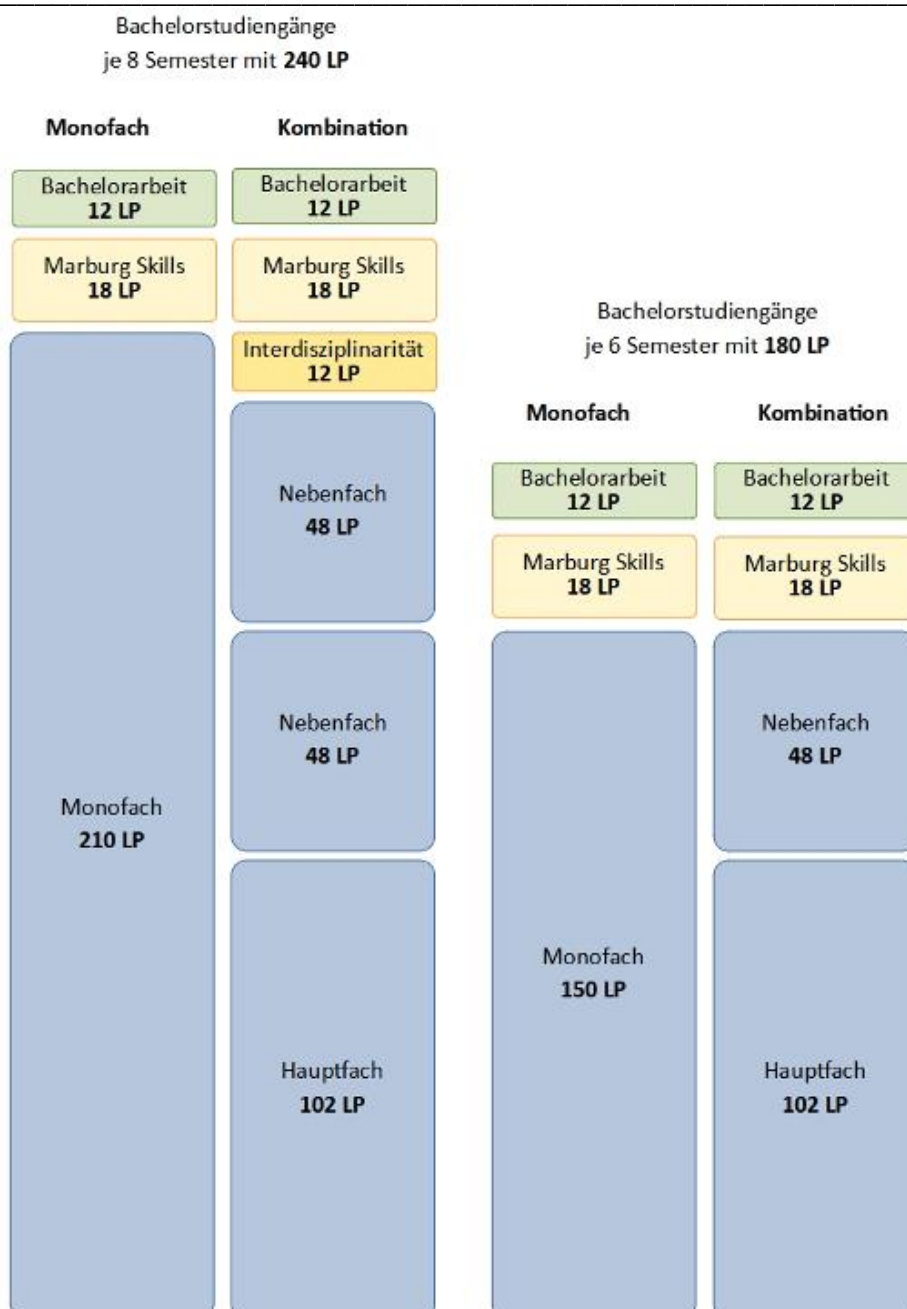 Bachelorstudiengänge
je 8 Semester mit 240 LP
Monofach
Kombination
Bachelorarbeit
12 LP
Marburg Skills
18 LP
Monofach
210 LP
Bachelorarbeit
12 LP
Marburg Skills
18 LP
Interdisziplinarität
12 LP
Nebenfach
48 LP
Nebenfach
48 LP
Hauptfach
102 LP
Bachelorstudiengänge
je 6 Semester mit 180 LP
Monofach
Kombination
Bachelorarbeit
12 LP
Marburg Skills
18 LP
Monofach
150 LP
Bachelorarbeit
12 LP
Marburg Skills
18 LP
Nebenfach
48 LP
Hauptfach
102 LP